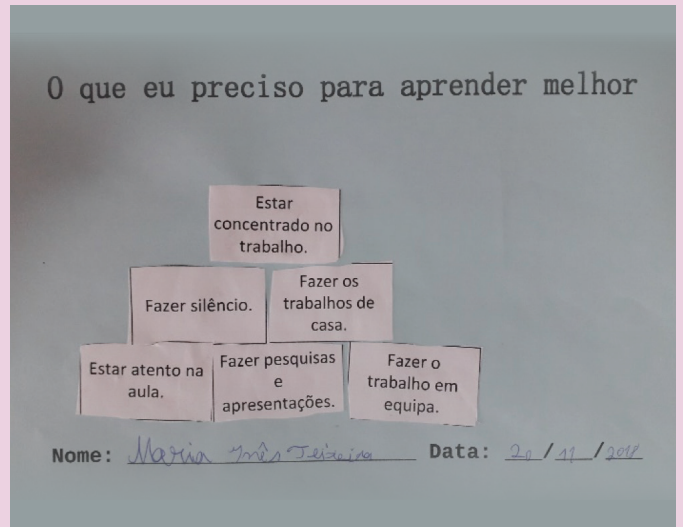 O que eu preciso para aprender melhor
Estar
concentrado no
trabalho.
Fazer silêncio.
Fazer os
trabalhos de
casa.
Estar atento na
aula.
Fazer pesquisas
e
apresentações.
Fazer o
trabalho em
equipa.
Nome: Maria Inês Teixeira Data: 20/11/2018